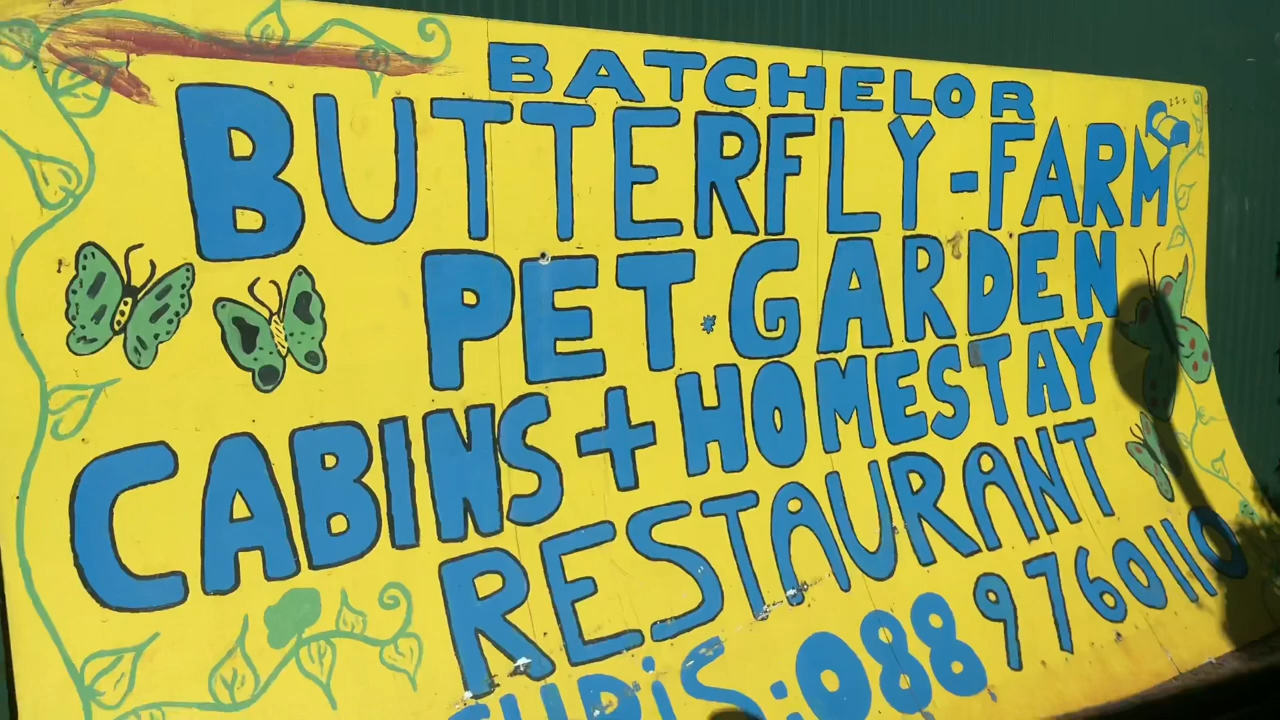 BATCHELOR
BUTTERFLY-FARM
PET GARDEN
CABINS + HOMESTAY
RESTAURANT
CHRIS: 088 9760110